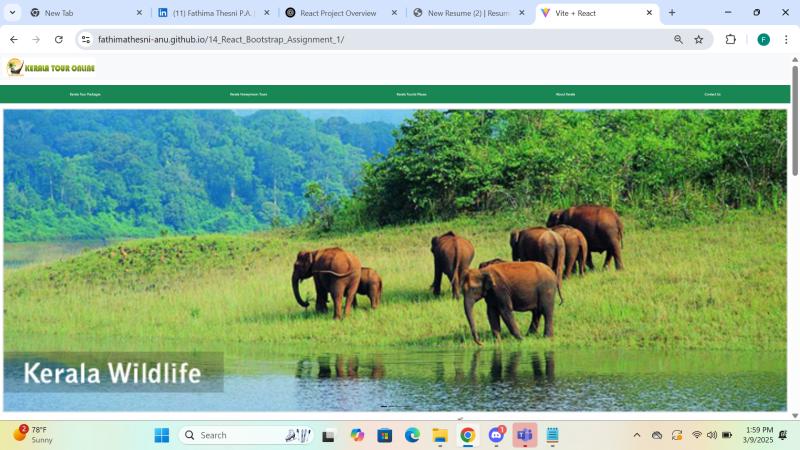 New Tab
(11) Fathima Thesni P.A. |
React Project Overview
New Resume (2) | Resum
Vite + React
fathimathesni-anu.github.io/14_React_Bootstrap_Assignment_1/
F
KERALA TOUR ONLINE
Kerala Tour Packages
Kerala Honeymoon Tours
Kerala Tourist Places
About Kerala
Contact Us
Kerala Wildlife
2
78°F
Sunny
Search
1
1:59 PM
3/9/2025